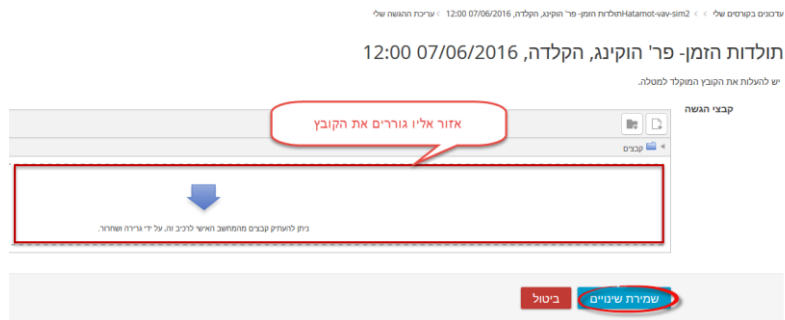 עדכונים בקורסים שלי > > Hatamot-vav-sim2תולדות הזמן- פר' הוקינג, הקלדה, 07/06/2016 12:00 > עריכת ההגשה שלי
תולדות הזמן- פר' הוקינג, הקלדה, 07/06/2016 12:00
יש להעלות את הקובץ המוקלד למטלה.
קבצי הגשה
אזור אליו גוררים את הקובץ
קבצים
ניתן להעתיק קבצים מהמחשב האישי לרכיב זה, על ידי גרירה ושחרור.
שמירת שינויים ביטול